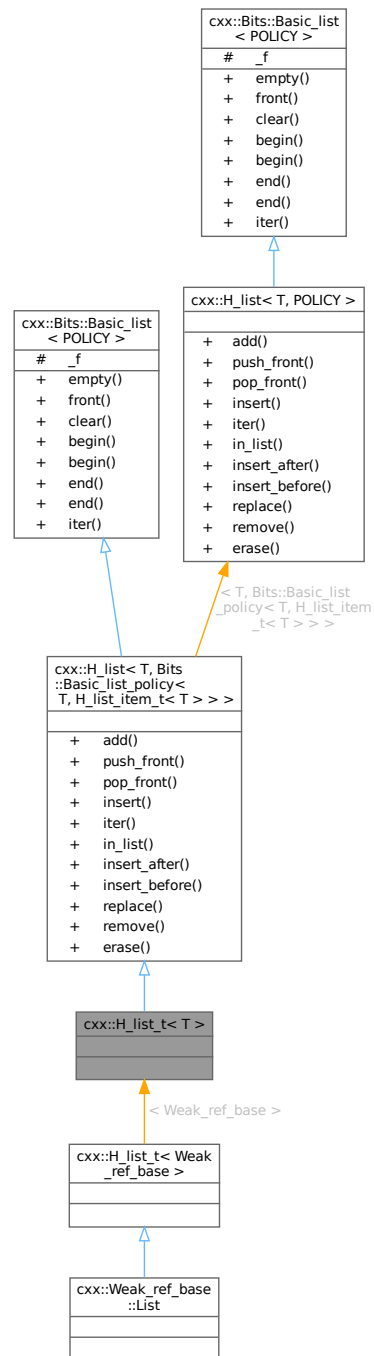 cxx::Bits::Basic_list
< POLICY >
# _f
+ empty()
+ front()
+ clear()
+ begin()
+ begin()
+ end()
+ end()
+ iter()
cxx::H_list< T, POLICY >
+ add()
+ push_front()
+ pop_front()
+ insert()
+ iter()
+ in_list()
+ insert_after()
+ insert_before()
+ replace()
+ remove()
+ erase()
cxx::Bits::Basic_list
< POLICY >
# _f
+ empty()
+ front()
+ clear()
+ begin()
+ begin()
+ end()
+ end()
+ iter()
< T, Bits::Basic_list
_policy< T, H_list_item
_t< T > > >
cxx::H_list< T, Bits
::Basic_list_policy<
T, H_list_item_t< T > > >
+ add()
+ push_front()
+ pop_front()
+ insert()
+ iter()
+ in_list()
+ insert_after()
+ insert_before()
+ replace()
+ remove()
+ erase()
cxx::H_list_t< T >
< Weak_ref_base >
cxx::H_list_t< Weak
_ref_base >
cxx::Weak_ref_base
::List